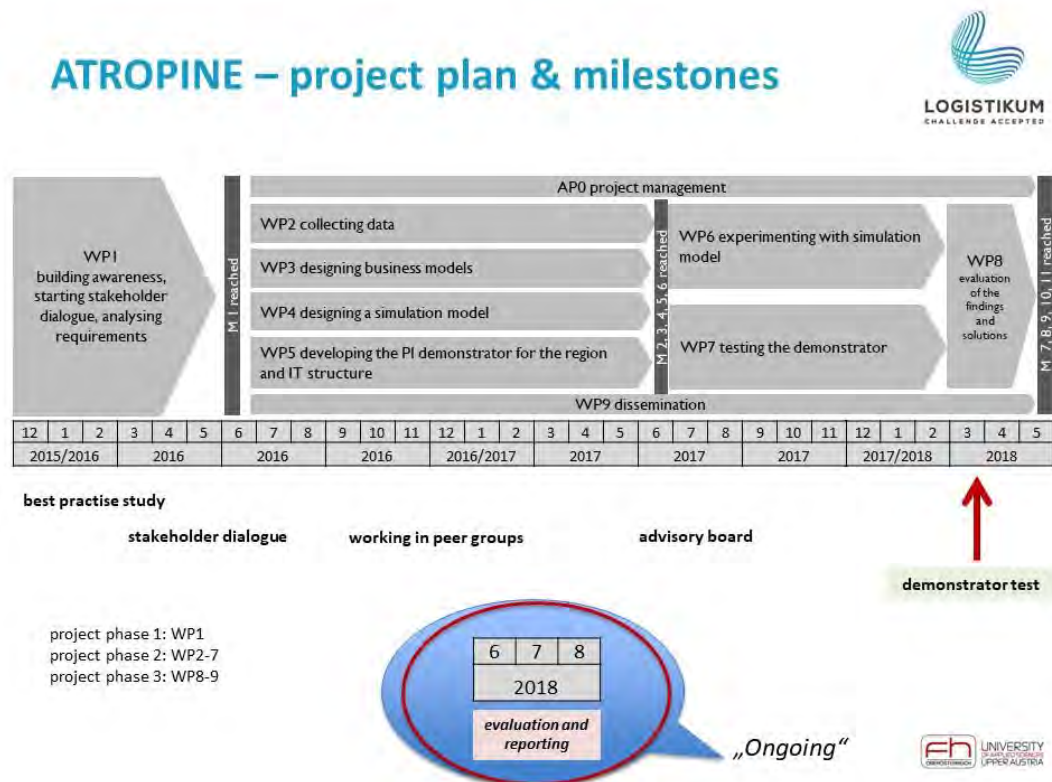 ATROPINE – project plan & milestones
LOGISTIKUM
CHALLENGE ACCEPTED
AP0 project management
WP1
building awareness,
starting stakeholder
dialogue, analysing
requirements
M 1 reached
WP2 collecting data
WP3 designing business models
WP4 designing a simulation model
WP5 developing the PI demonstrator for the region
and IT structure
M 2, 3, 4, 5, 6 reached
WP6 experimenting with simulation
model
WP7 testing the demonstrator
WP8
evaluation
of the
findings
and
solutions
M 7, 8, 9, 10, 11 reached
WP9 dissemination
12 1 2 3 4 5 6 7 8 9 10 11 12 1 2 3 4 5 6 7 8 9 10 11 12 1 2 3 4 5
2015/2016 2016 2016 2016 2016/2017 2017 2017 2017 2017/2018 2018
best practise study
stakeholder dialogue working in peer groups advisory board
demonstrator test
project phase 1: WP1
project phase 2: WP2-7
project phase 3: WP8-9
6 7 8
2018
evaluation and
reporting
„Ongoing“
fh
OBERÖSTERREICH
UNIVERSITY
OF APPLIED SCIENCES
UPPER AUSTRIA